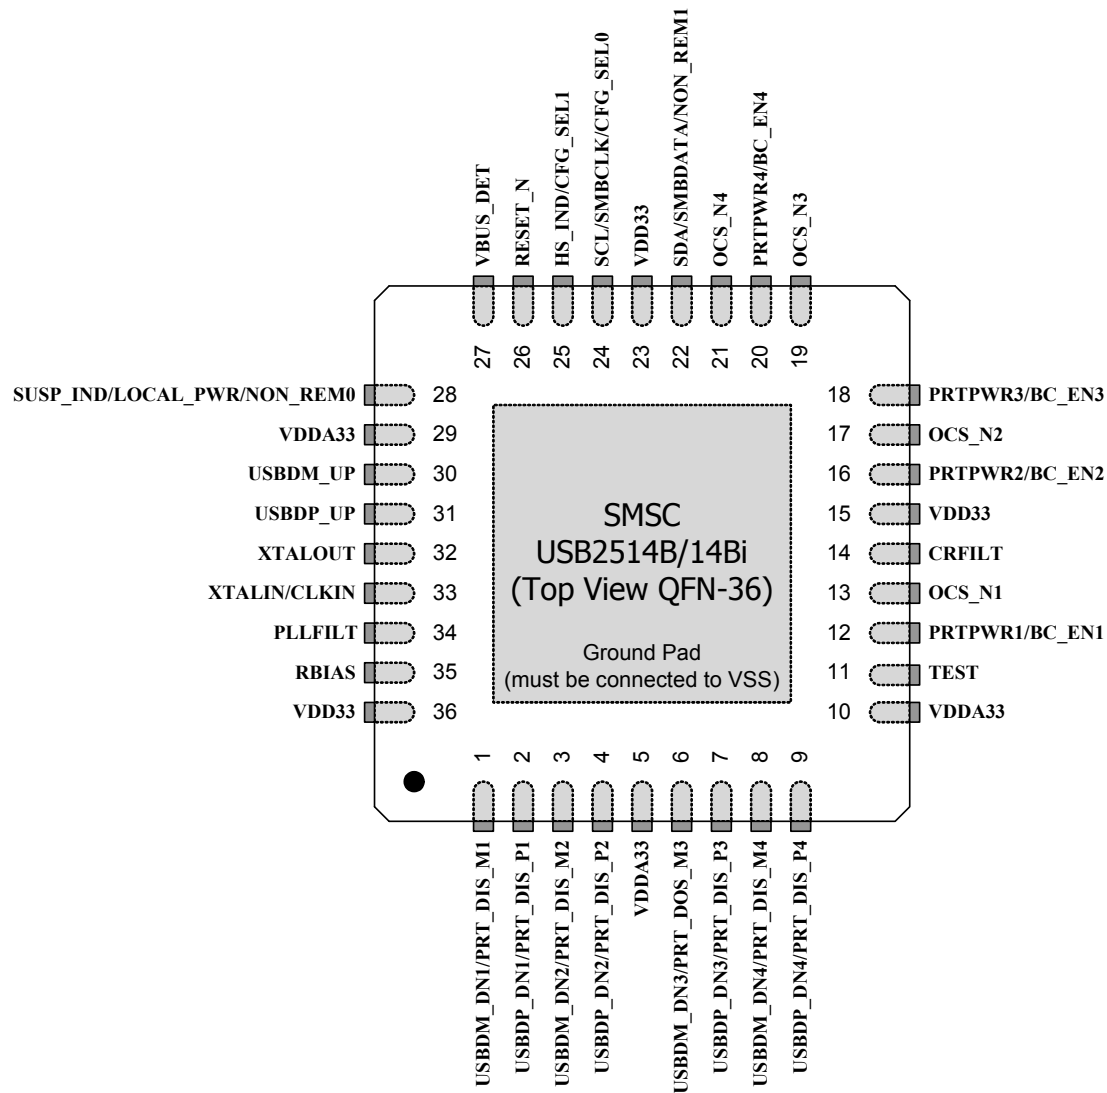 VBUS_DET
RESET_N
HS_IND/CFG_SEL1
SCL/SMBCLK/CFG_SEL0
VDD33
SDA/SMBDATA/NON_REM1
OCS_N4
PRTPWR4/BC_EN4
OCS_N3
27
26
25
24
23
22
21
20
19
SUSP_IND/LOCAL_PWR/NON_REM0 28
VDDA33 29
USBDM_UP 30
USBDP_UP 31
XTALOUT 32
XTALIN/CLKIN 33
PLLFILT 34
RBIAS 35
VDD33 36
SMSC
USB2514B/14Bi
(Top View QFN-36)
Ground Pad
(must be connected to VSS)
18 PRTPWR3/BC_EN3
17 OCS_N2
16 PRTPWR2/BC_EN2
15 VDD33
14 CRFILT
13 OCS_N1
12 PRTPWR1/BC_EN1
11 TEST
10 VDDA33
1
2
3
4
5
6
7
8
9
USBDM_DN1/PRT_DIS_M1
USBDP_DN1/PRT_DIS_P1
USBDM_DN2/PRT_DIS_M2
USBDP_DN2/PRT_DIS_P2
VDDA33
USBDM_DN3/PRT_DOS_M3
USBDP_DN3/PRT_DIS_P3
USBDM_DN4/PRT_DIS_M4
USBDP_DN4/PRT_DIS_P4